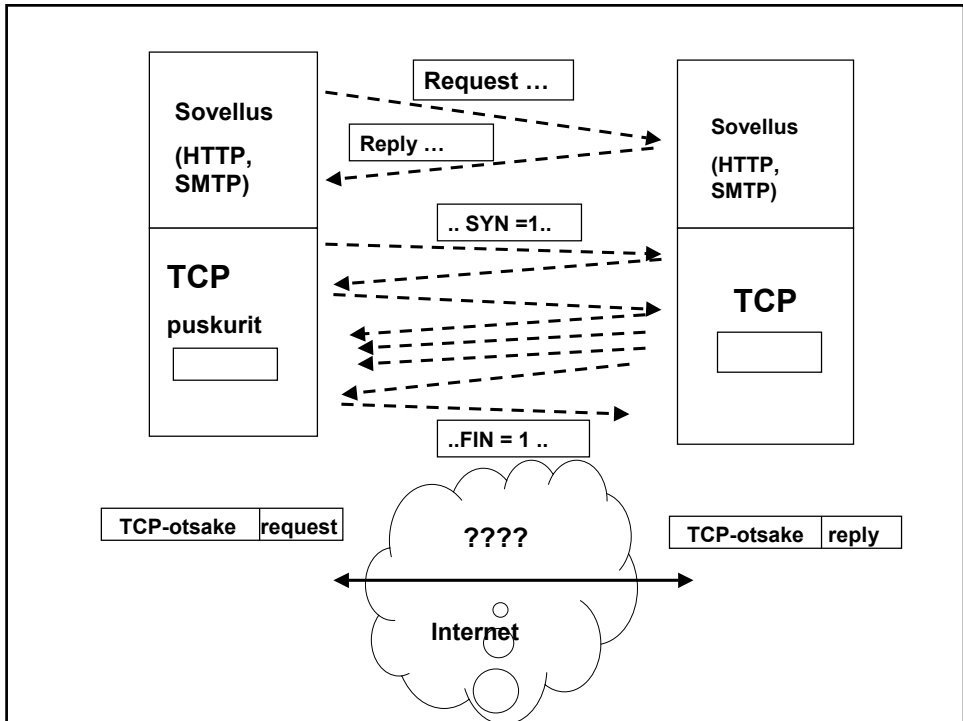 Sovellus
(HTTP,
SMTP)
Request …
Reply …
Sovellus
(HTTP,
SMTP)
.. SYN =1..
TCP
puskurit
TCP
..FIN = 1 ..
TCP-otsake request
????
TCP-otsake reply
Internet